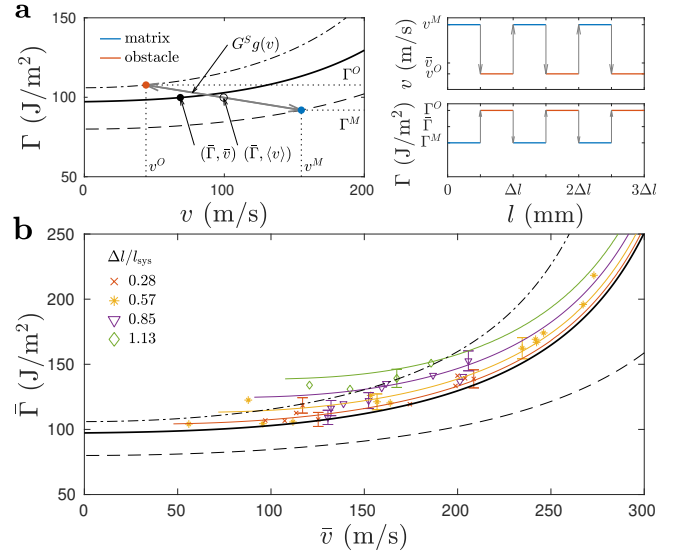 a
150
100
50
Γ (J/m²)
matrix
obstacle
G^S g(v)
Γ^O
Γ^M
(Γ̄, v̄) (Γ̄, ⟨v⟩)
v^O
v^M
0 100 200
v (m/s)
v^M
v̄
v^O
v (m/s)
Γ^O
Γ̄
Γ^M
Γ (J/m²)
0 Δl 2Δl 3Δl
l (mm)
b
250
200
150
100
50
Γ̄ (J/m²)
Δl/l_sys
0.28
0.57
0.85
1.13
0 50 100 150 200 250 300
v̄ (m/s)